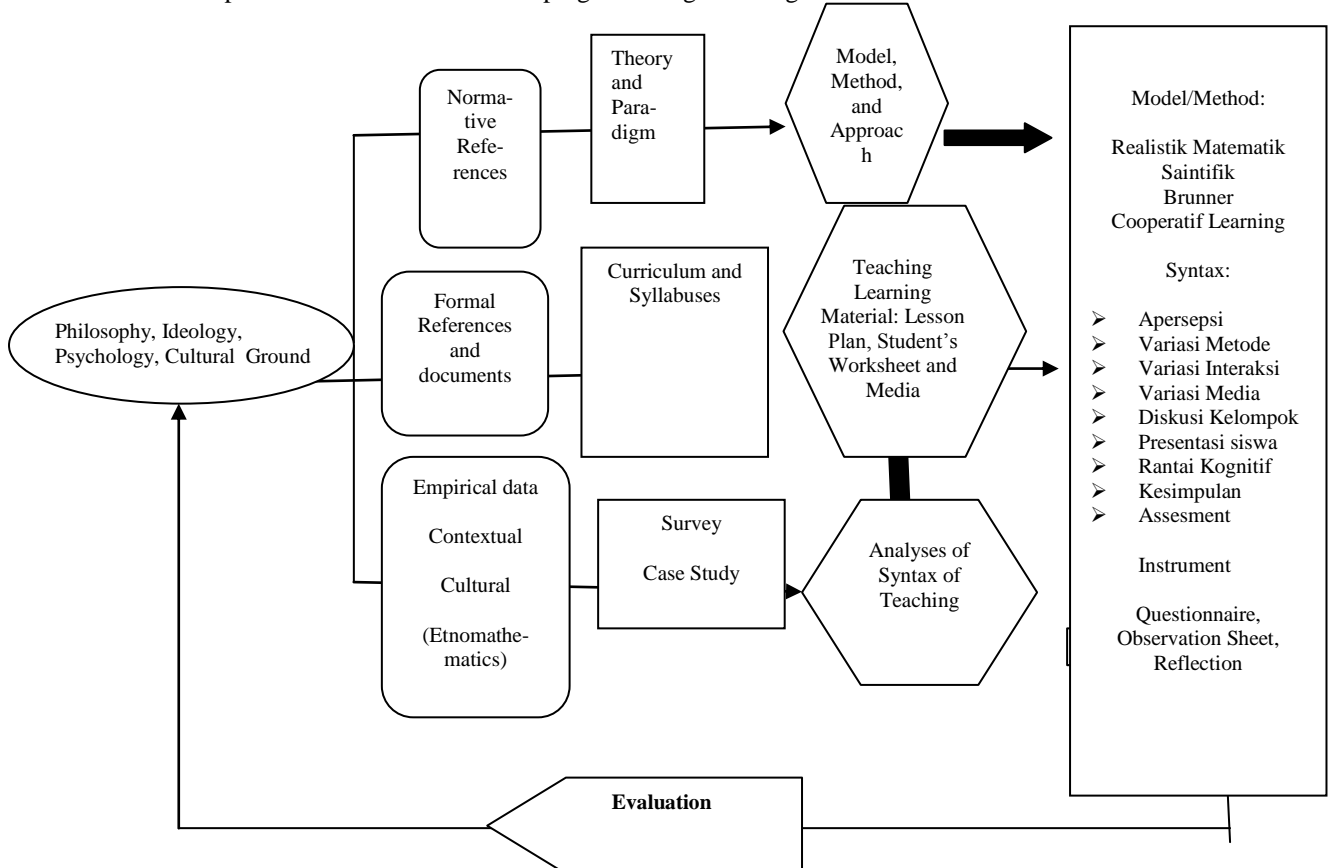 Norma-
tive
Refe-
rences
Theory
and
Para-
digm
Model,
Method,
and
Approac
h
Philosophy, Ideology,
Psychology, Cultural Ground
Formal
References
and
documents
Curriculum and
Syllabuses
Teaching
Learning
Material: Lesson
Plan, Student’s
Worksheet and
Media
Empirical data
Contextual
Cultural
(Etnomathe-
matics)
Survey
Case Study
Analyses of
Syntax of
Teaching
Model/Method:
Realistik Matematik
Saintifik
Brunner
Cooperatif Learning
Syntax:
➢ Apersepsi
➢ Variasi Metode
➢ Variasi Interaksi
➢ Variasi Media
➢ Diskusi Kelompok
➢ Presentasi siswa
➢ Rantai Kognitif
➢ Kesimpulan
➢ Assesment
Instrument
Questionnaire,
Observation Sheet,
Reflection
Evaluation